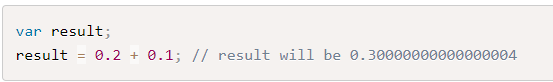 var result;
result = 0.2 + 0.1; // result will be 0.30000000000000004